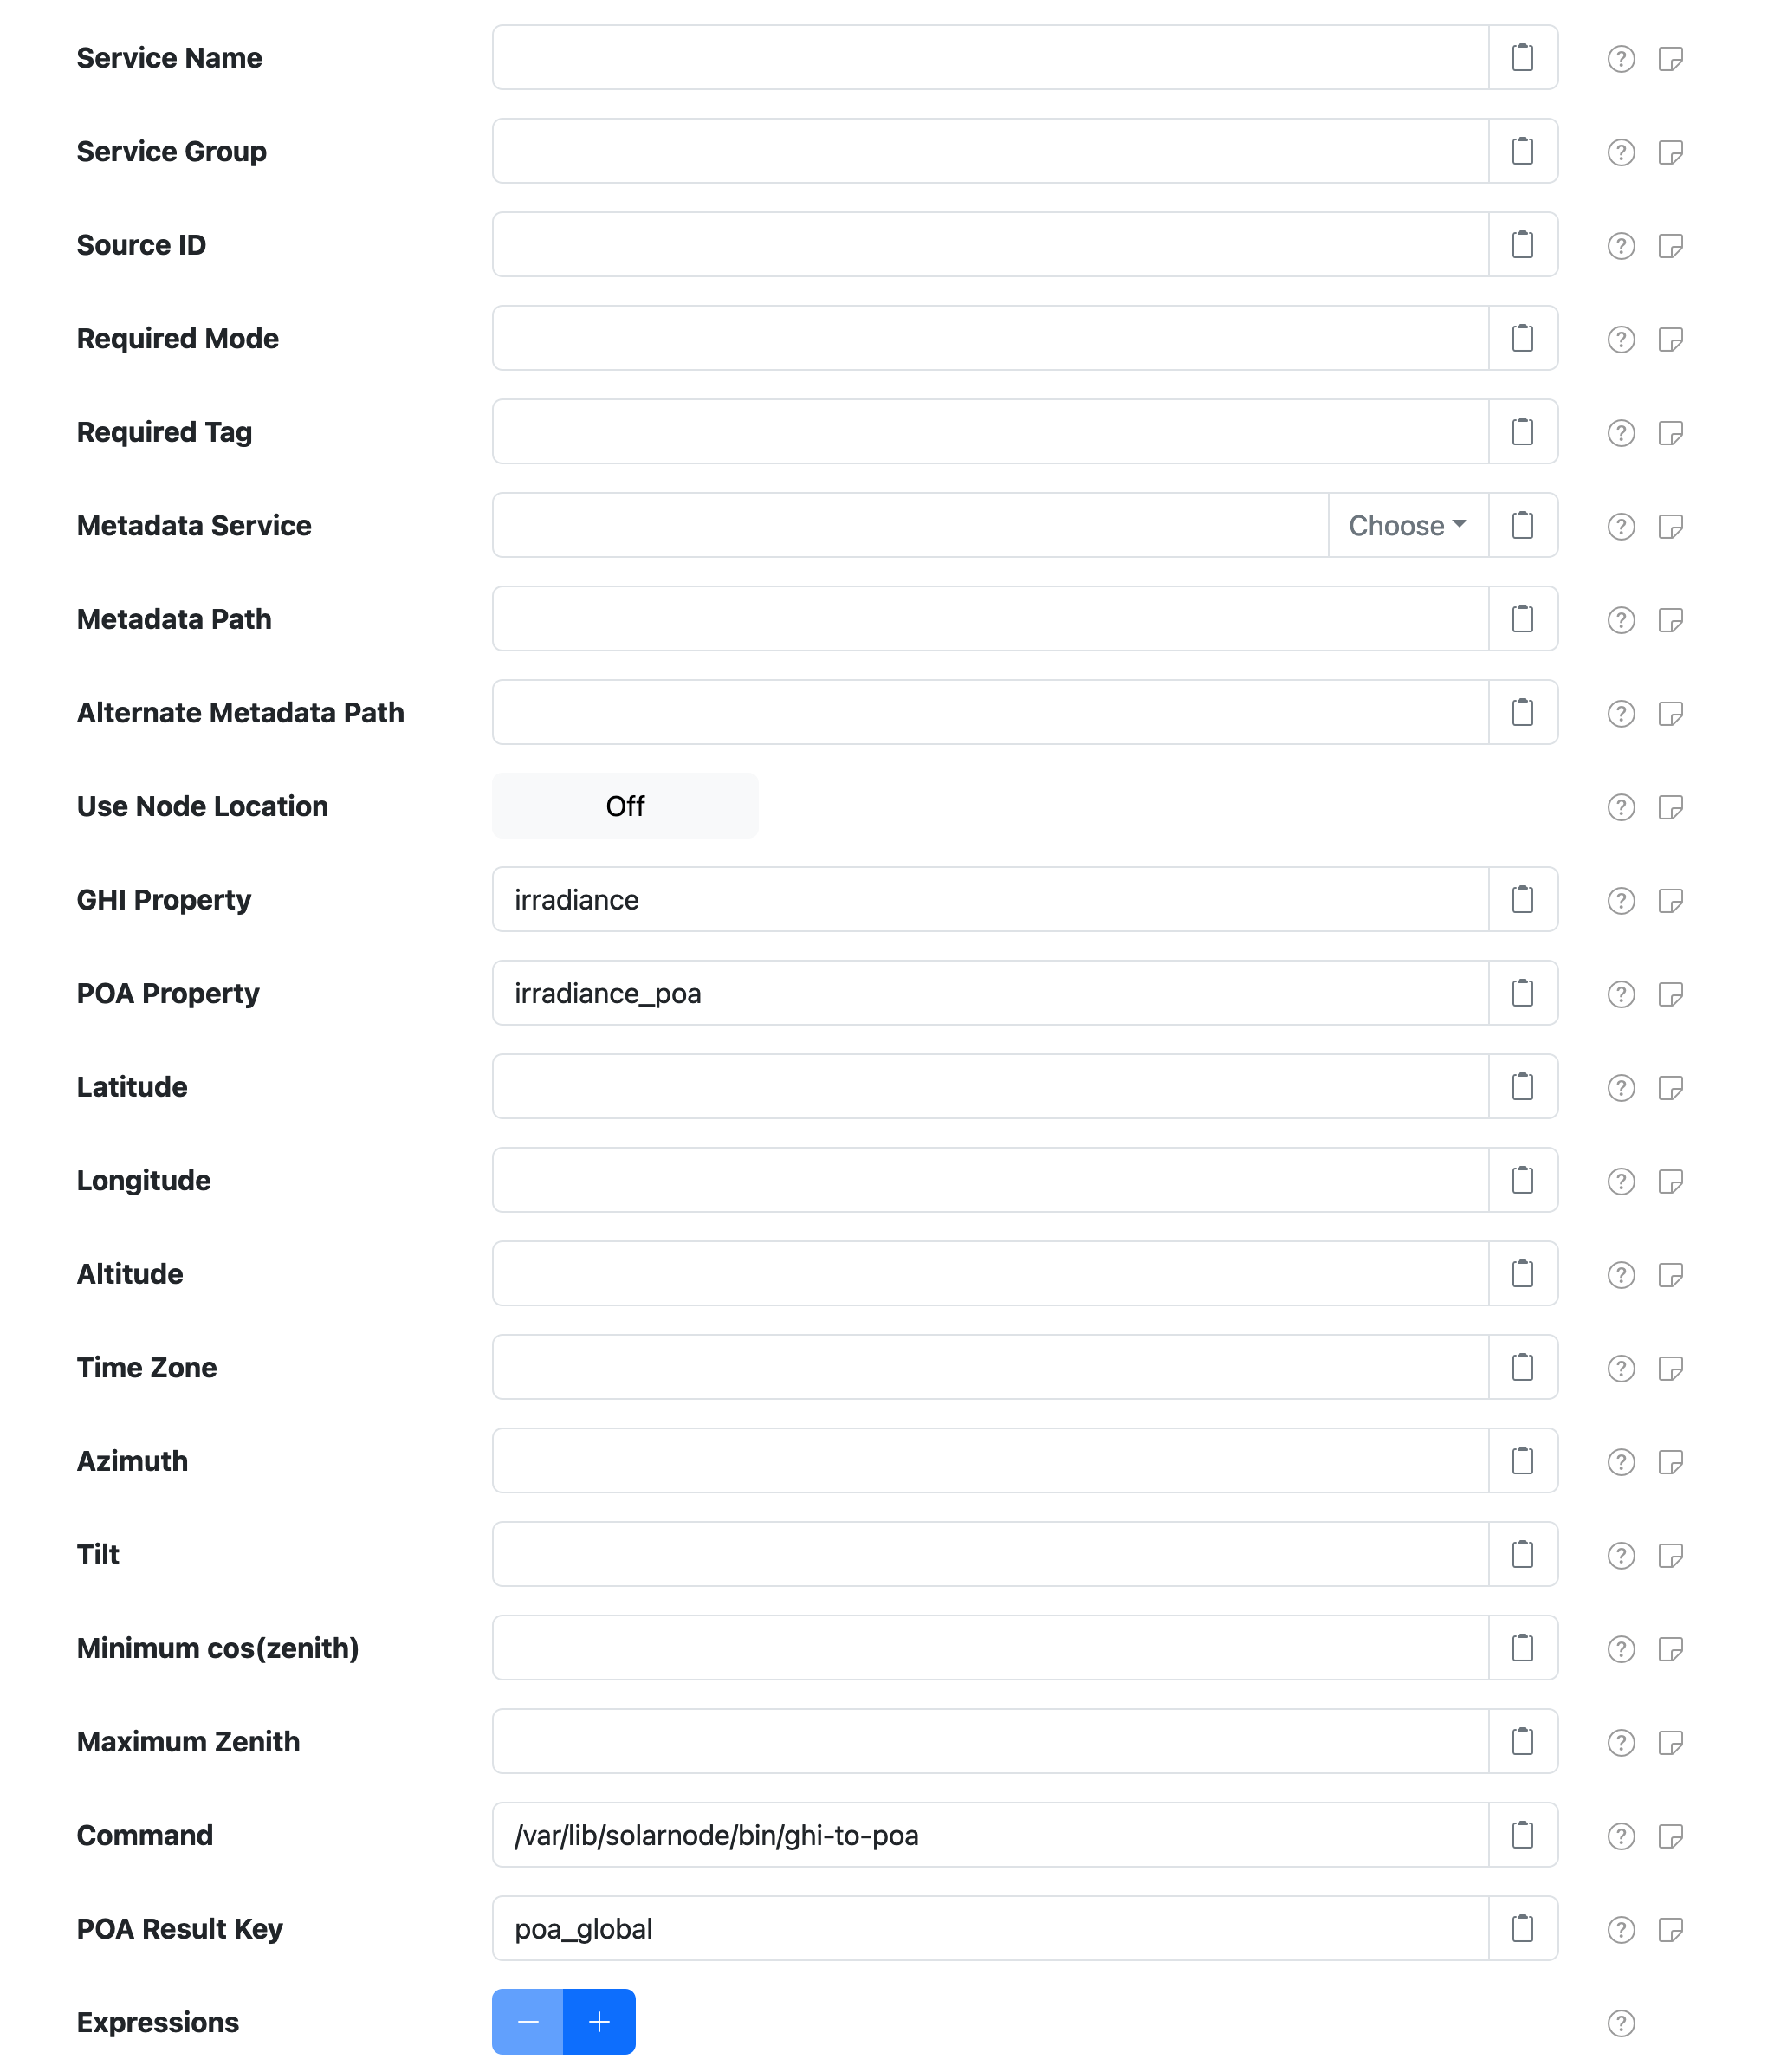 Service Name
Service Group
Source ID
Required Mode
Required Tag
Metadata Service Choose
Metadata Path
Alternate Metadata Path
Use Node Location Off
GHI Property irradiance
POA Property irradiance_poa
Latitude
Longitude
Altitude
Time Zone
Azimuth
Tilt
Minimum cos(zenith)
Maximum Zenith
Command /var/lib/solarnode/bin/ghi-to-poa
POA Result Key poa_global
Expressions